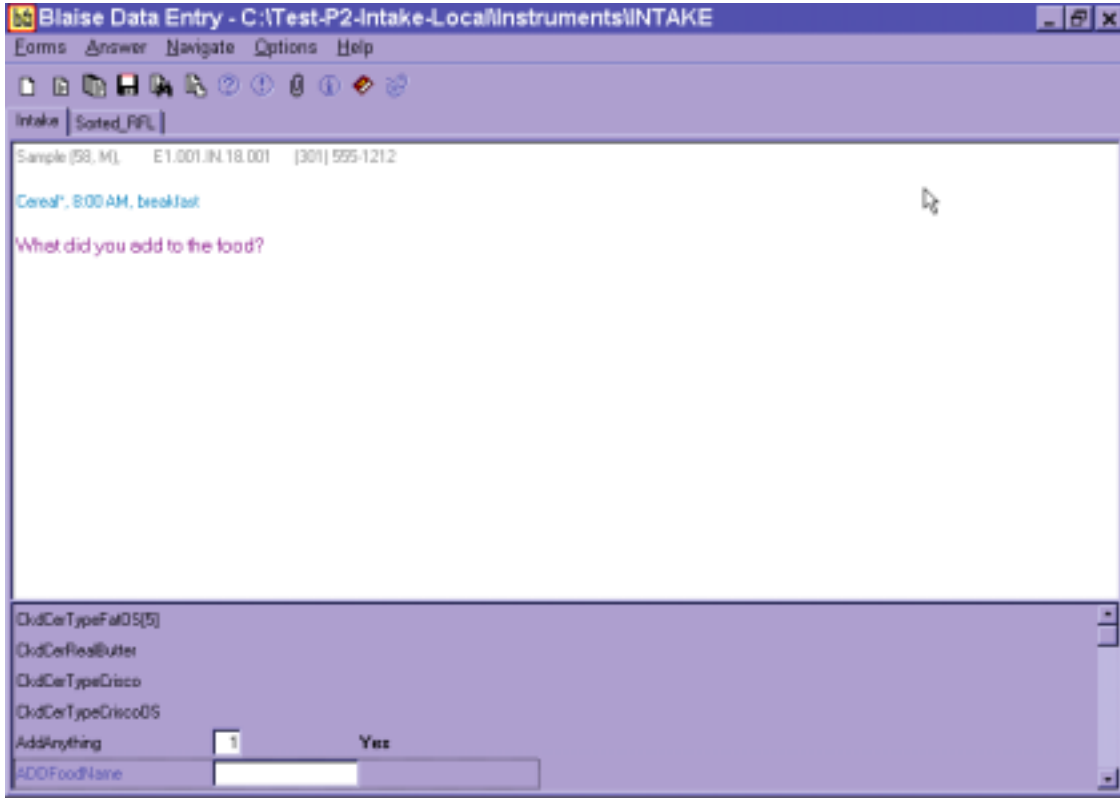 Blaise Data Entry - C:\Test-P2-Intake-Local\Instruments\INTAKE
Forms Answer Navigate Options Help
Intake Sorted_RFL
Sample (58, M), E1.001.IN.18.001 (301) 555-1212
Cereal*, 8:00 AM, breakfast
What did you add to the food?
CkdCerTypeFatOS[5]
CkdCerRealButter
CkdCerTypeCrisco
CkdCerTypeCriscoOS
AddAnything 1 Yes
ADDFoodName